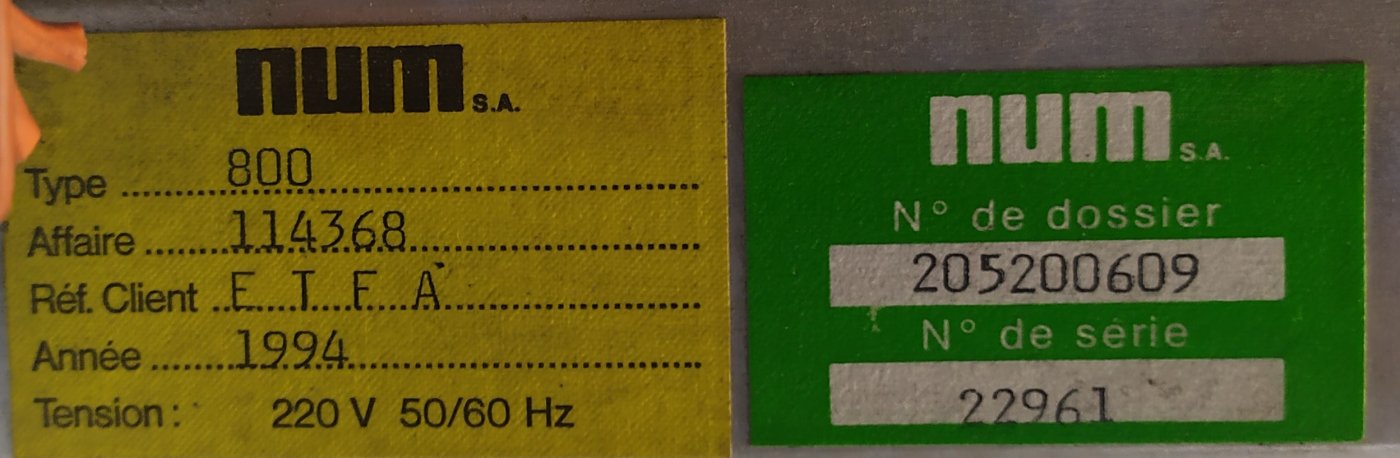 num S.A.
Type 800
Affaire 114368
Réf. Client E T F A
Année 1994
Tension : 220 V 50/60 Hz
num S.A.
N° de dossier
205200609
N° de série
22961